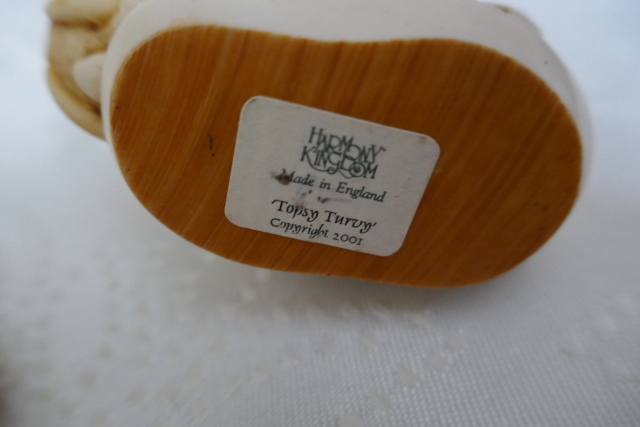 HARMONY
KINGDOM
Made in England
'Topsy Turvy'
Copyright 2001